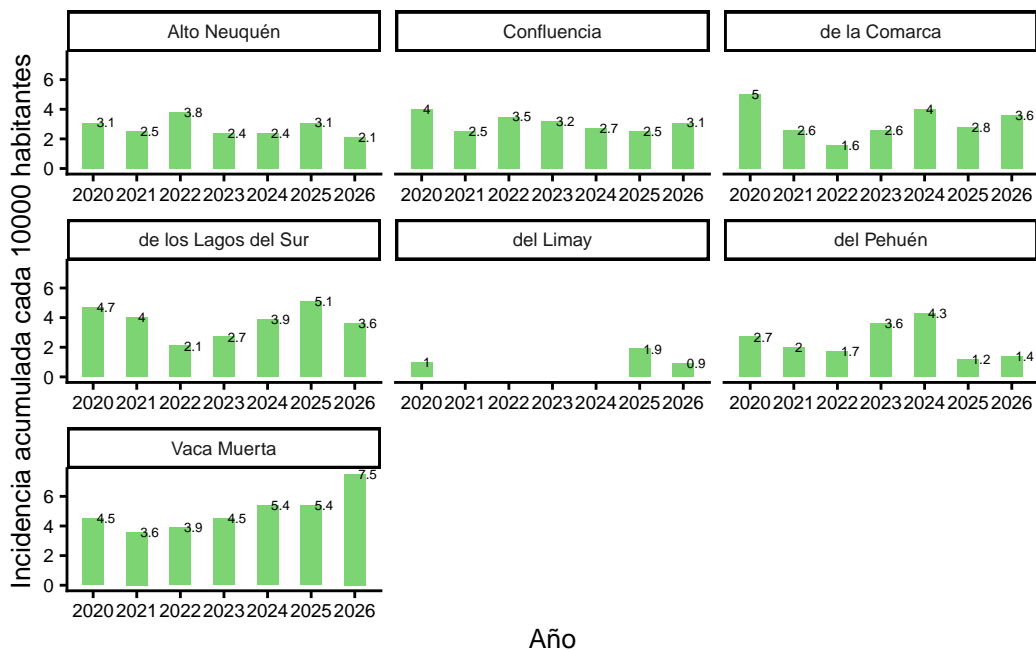 Incidencia acumulada cada 10000 habitantes
Alto Neuquén Confluencia de la Comarca
6
4
2
0
3.1 2.5 3.8 2.4 2.4 3.1 2.1
4 2.5 3.5 3.2 2.7 2.5 3.1
5 2.6 1.6 2.6 4 2.8 3.6
2020 2021 2022 2023 2024 2025 2026 2020 2021 2022 2023 2024 2025 2026 2020 2021 2022 2023 2024 2025 2026
de los Lagos del Sur del Limay del Pehuén
6
4
2
0
4.7 4 2.1 2.7 3.9 5.1 3.6
1 1.9 0.9
2.7 2 1.7 3.6 4.3 1.2 1.4
2020 2021 2022 2023 2024 2025 2026 2020 2021 2022 2023 2024 2025 2026 2020 2021 2022 2023 2024 2025 2026
Vaca Muerta
6
4
2
0
4.5 3.6 3.9 4.5 5.4 5.4 7.5
2020 2021 2022 2023 2024 2025 2026
Año